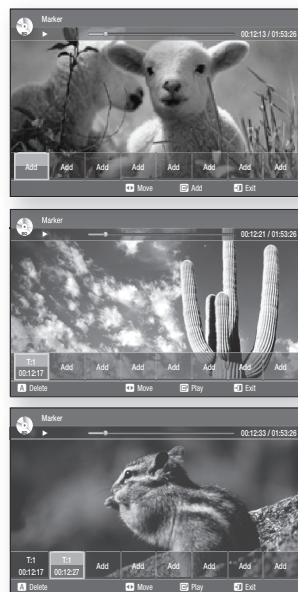 Marker
00:12:13 / 01:53:26
Add Add Add Add Add Add Add Add
Move Add Exit
Marker
00:12:21 / 01:53:26
T:1
00:12:17 Add Add Add Add Add Add Add
A Delete Move Play Exit
Marker
00:12:33 / 01:53:26
T:1 T:1
00:12:17 00:12:27 Add Add Add Add Add Add
A Delete Move Play Exit